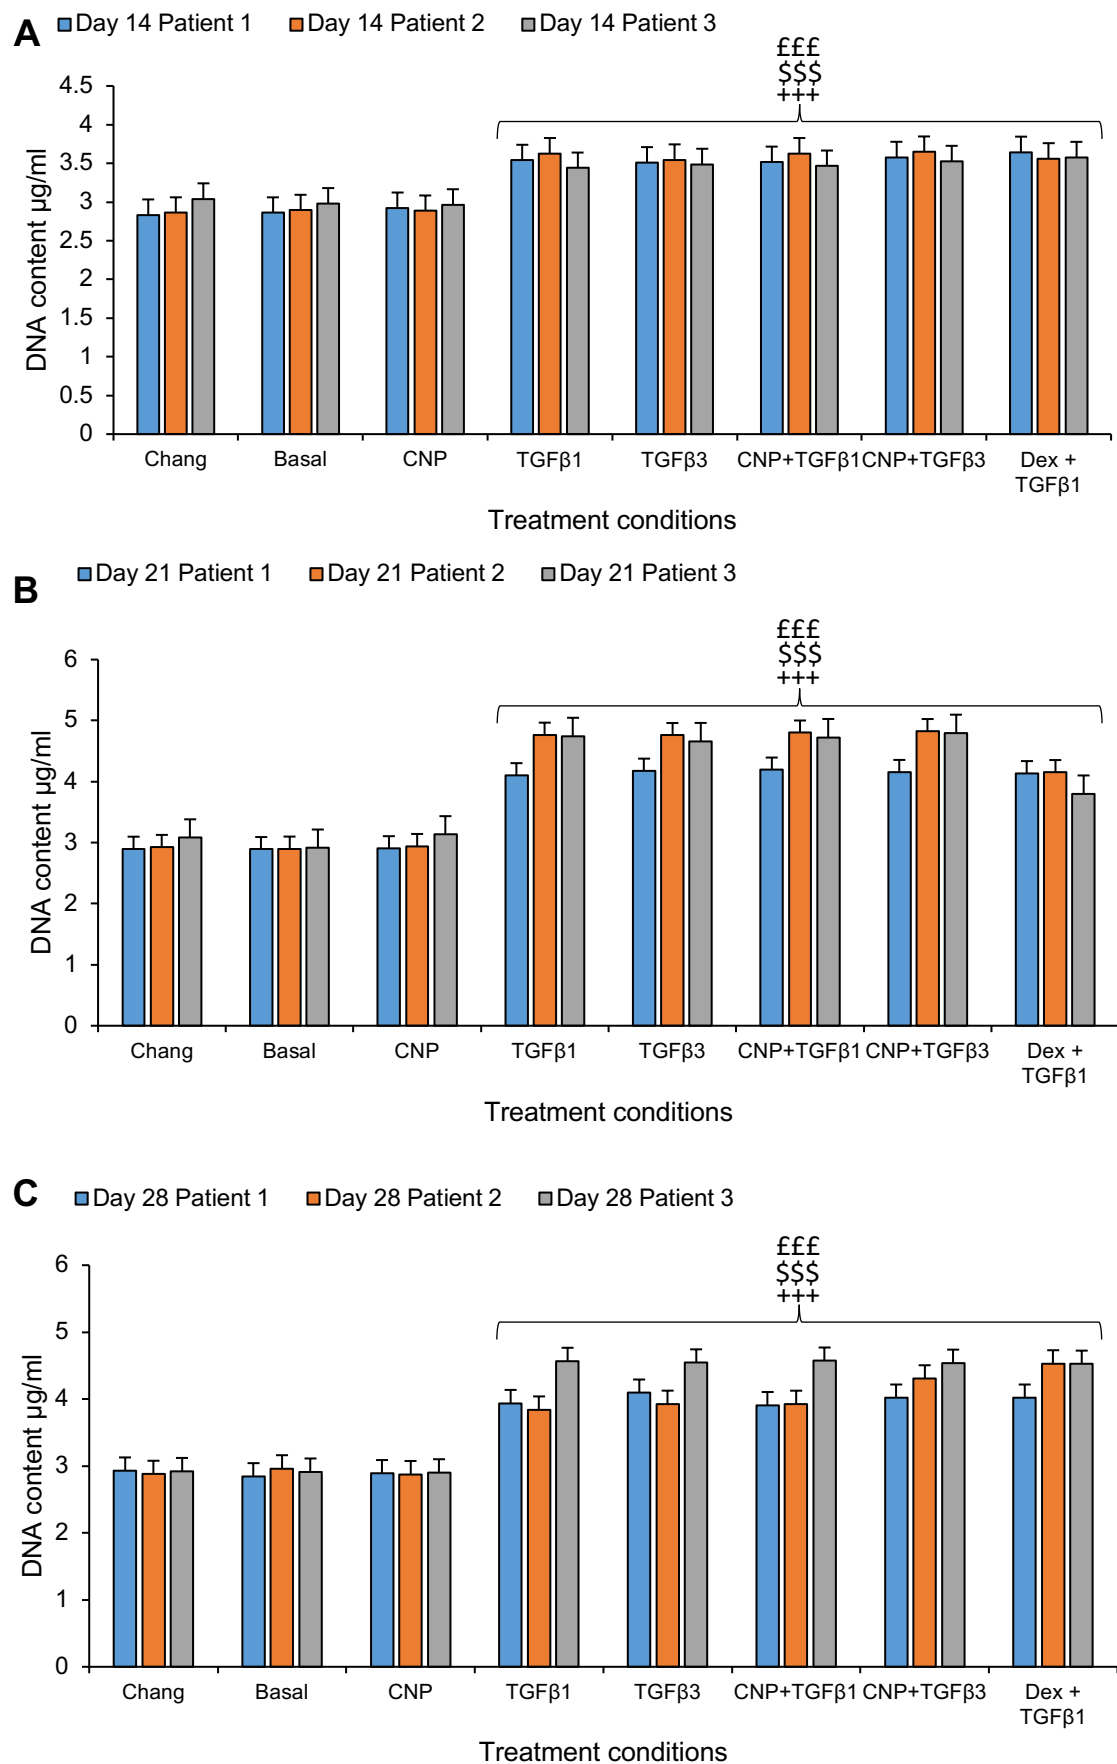 A
Day 14 Patient 1 Day 14 Patient 2 Day 14 Patient 3
£££
$$$
+++
4.5
4
3.5
3
2.5
2
1.5
1
0.5
0
DNA content µg/ml
Chang Basal CNP TGFβ1 TGFβ3 CNP+TGFβ1 CNP+TGFβ3 Dex +
TGFβ1
Treatment conditions
B
Day 21 Patient 1 Day 21 Patient 2 Day 21 Patient 3
£££
$$$
+++
6
5
4
3
2
1
0
DNA content µg/ml
Chang Basal CNP TGFβ1 TGFβ3 CNP+TGFβ1 CNP+TGFβ3 Dex +
TGFβ1
Treatment conditions
C
Day 28 Patient 1 Day 28 Patient 2 Day 28 Patient 3
£££
$$$
+++
6
5
4
3
2
1
0
DNA content µg/ml
Chang Basal CNP TGFβ1 TGFβ3 CNP+TGFβ1 CNP+TGFβ3 Dex +
TGFβ1
Treatment conditions